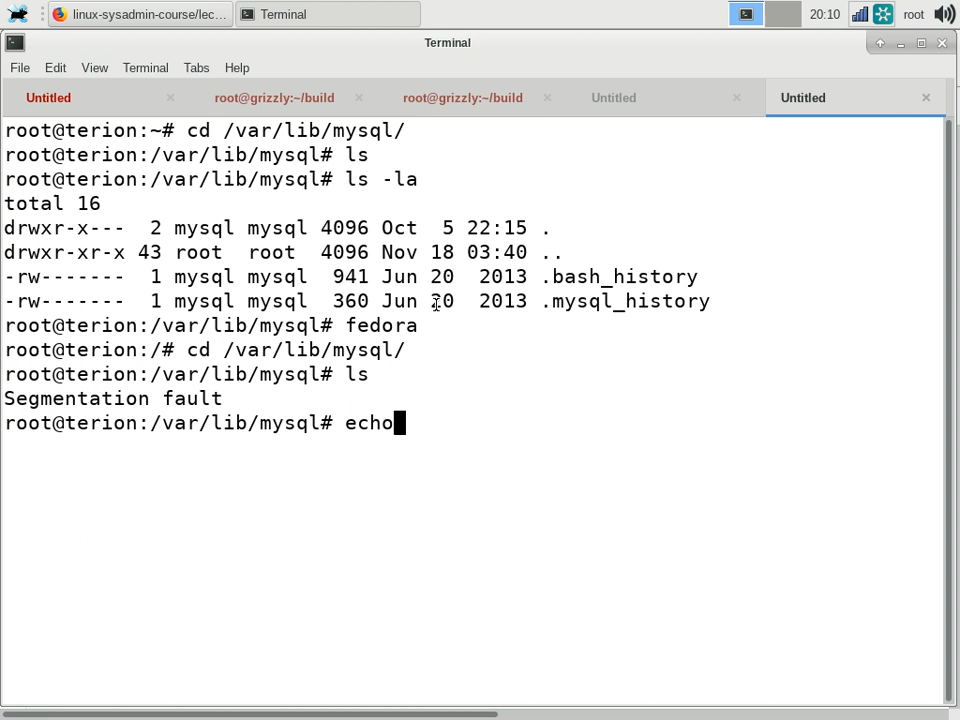 linux-sysadmin-course/lec... Terminal 20:10 root
Terminal
File Edit View Terminal Tabs Help
Untitled root@grizzly:~/build root@grizzly:~/build Untitled Untitled
root@terion:~# cd /var/lib/mysql/
root@terion:/var/lib/mysql# ls
root@terion:/var/lib/mysql# ls -la
total 16
drwxr-x---  2 mysql mysql 4096 Oct  5 22:15 .
drwxr-xr-x 43 root  root  4096 Nov 18 03:40 ..
-rw-------  1 mysql mysql  941 Jun 20  2013 .bash_history
-rw-------  1 mysql mysql  360 Jun 20  2013 .mysql_history
root@terion:/var/lib/mysql# fedora
root@terion:/# cd /var/lib/mysql/
root@terion:/var/lib/mysql# ls
Segmentation fault
root@terion:/var/lib/mysql# echo